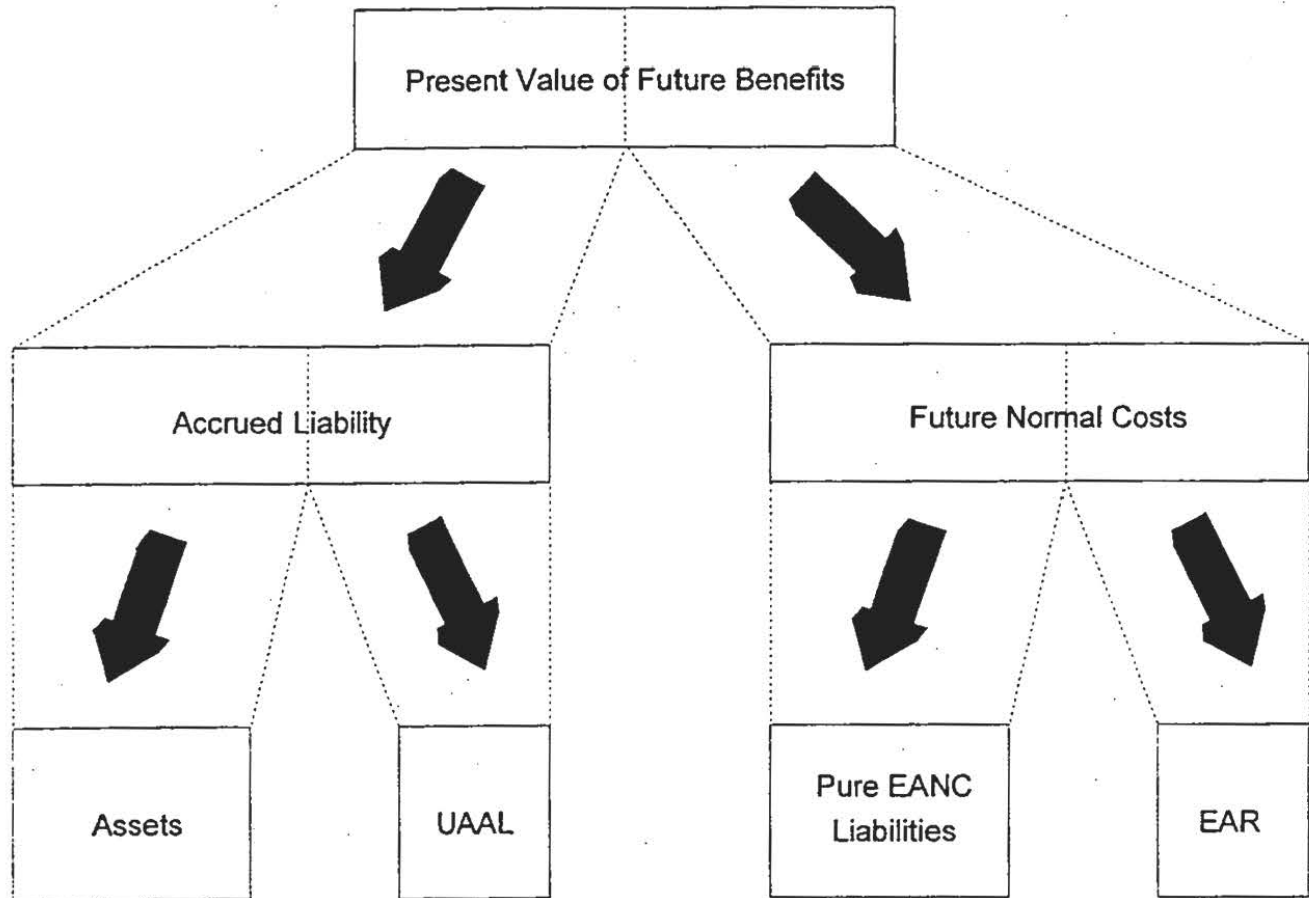 Present Value of Future Benefits
Accrued Liability
Future Normal Costs
Assets
UAAL
Pure EANC
Liabilities
EAR